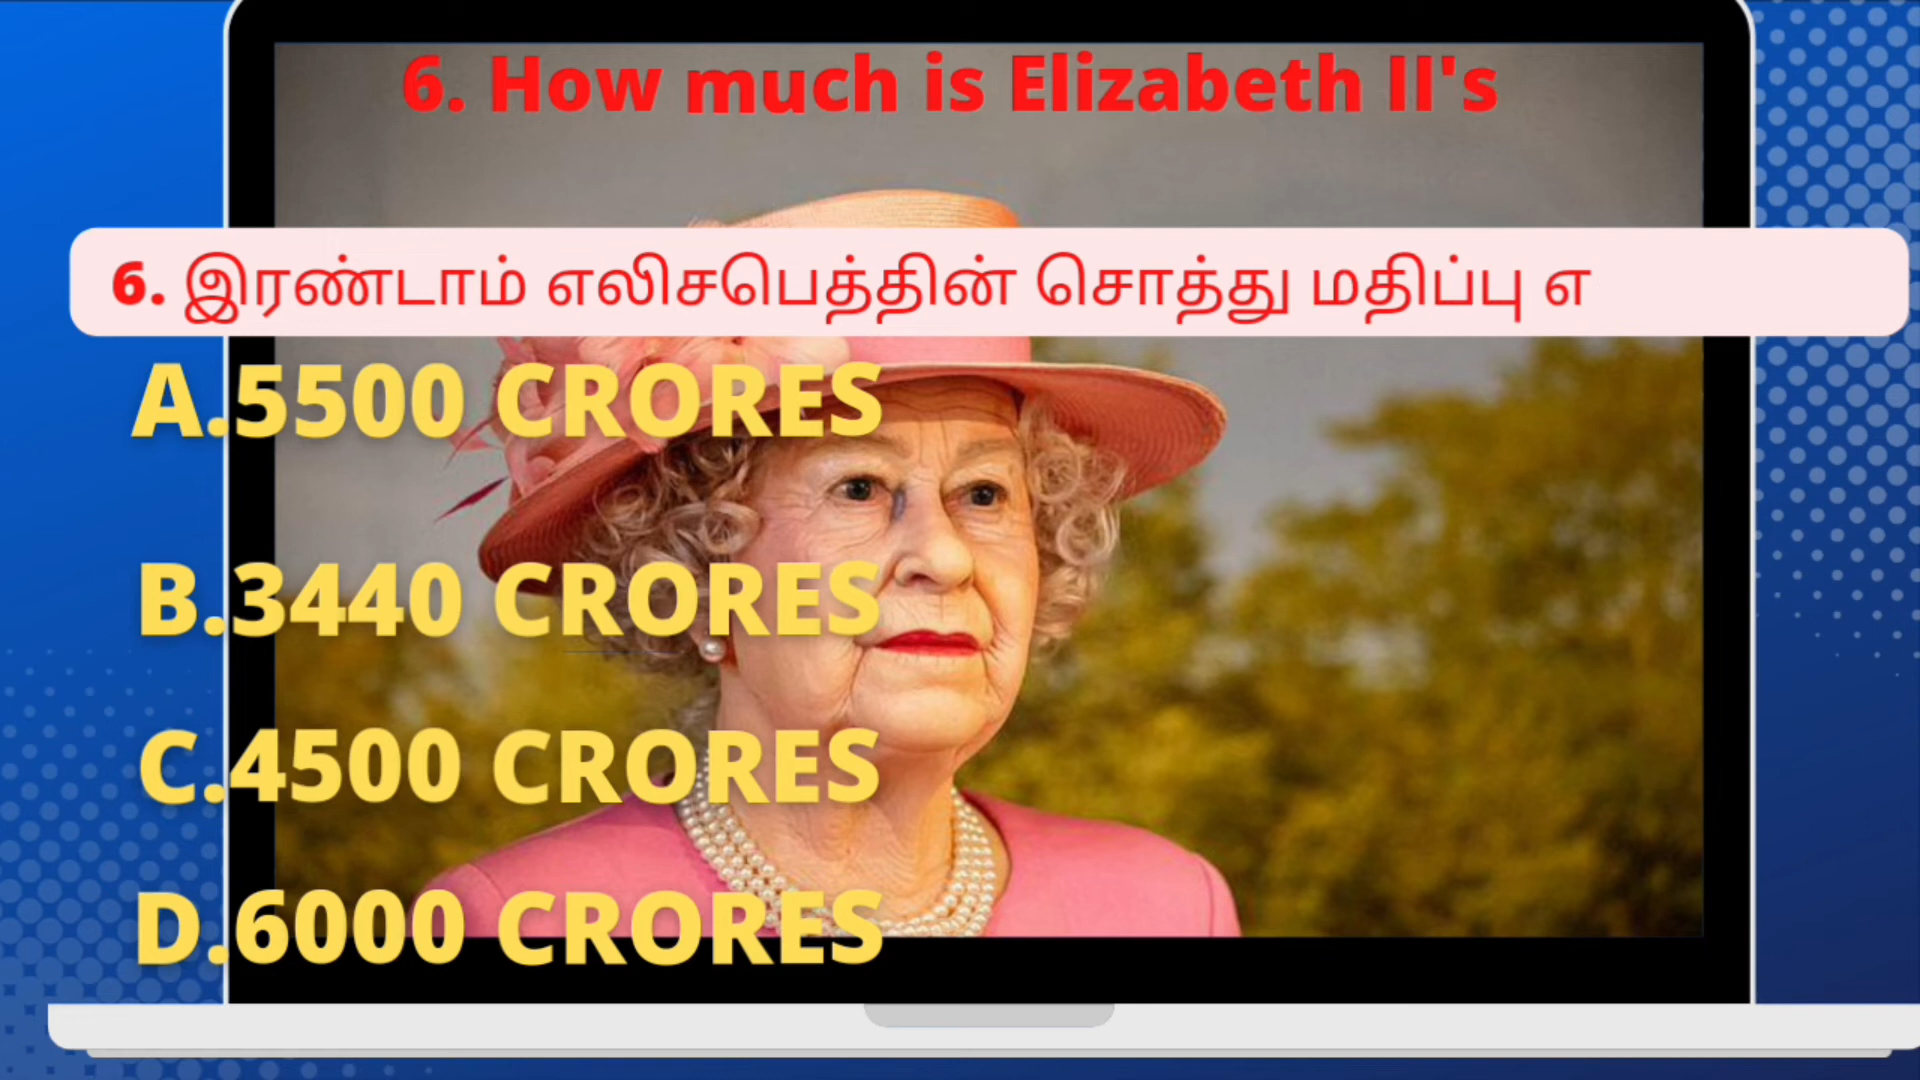 6. How much is Elizabeth II's
6. இரண்டாம் எலிசபெத்தின் சொத்து மதிப்பு எ
A.5500 CRORES
B.3440 CRORES
C.4500 CRORES
D.6000 CRORES